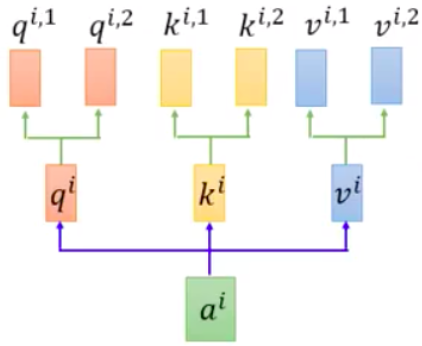 q^{i,1} q^{i,2} k^{i,1} k^{i,2} v^{i,1} v^{i,2}
q^i k^i v^i
a^i